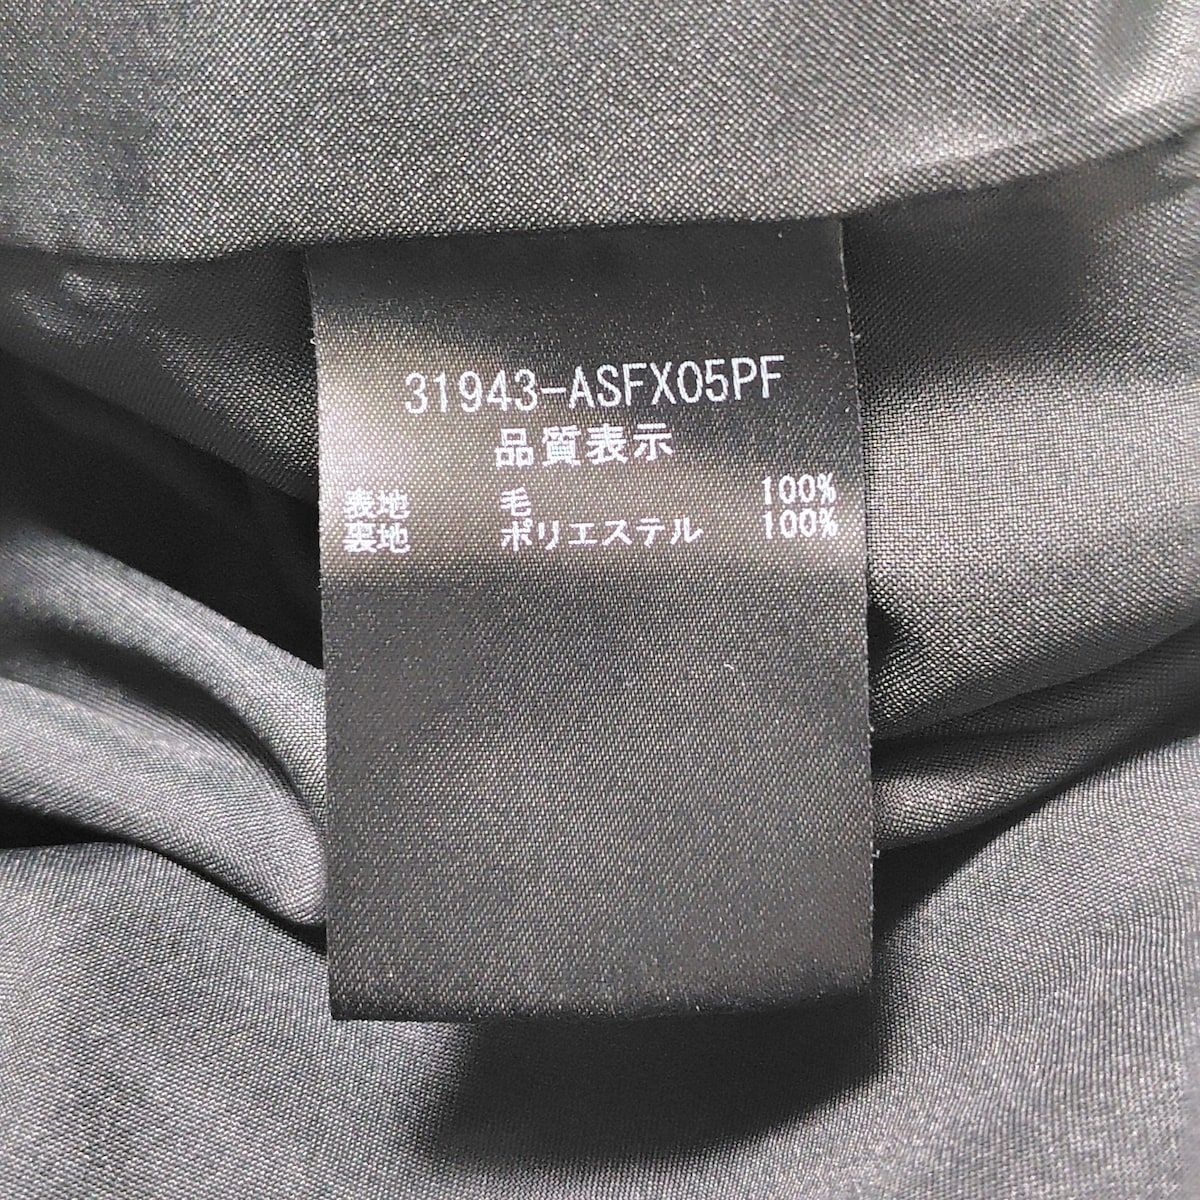 31943-ASFX05PF
品質表示
表地 毛 100%
裏地 ポリエステル 100%